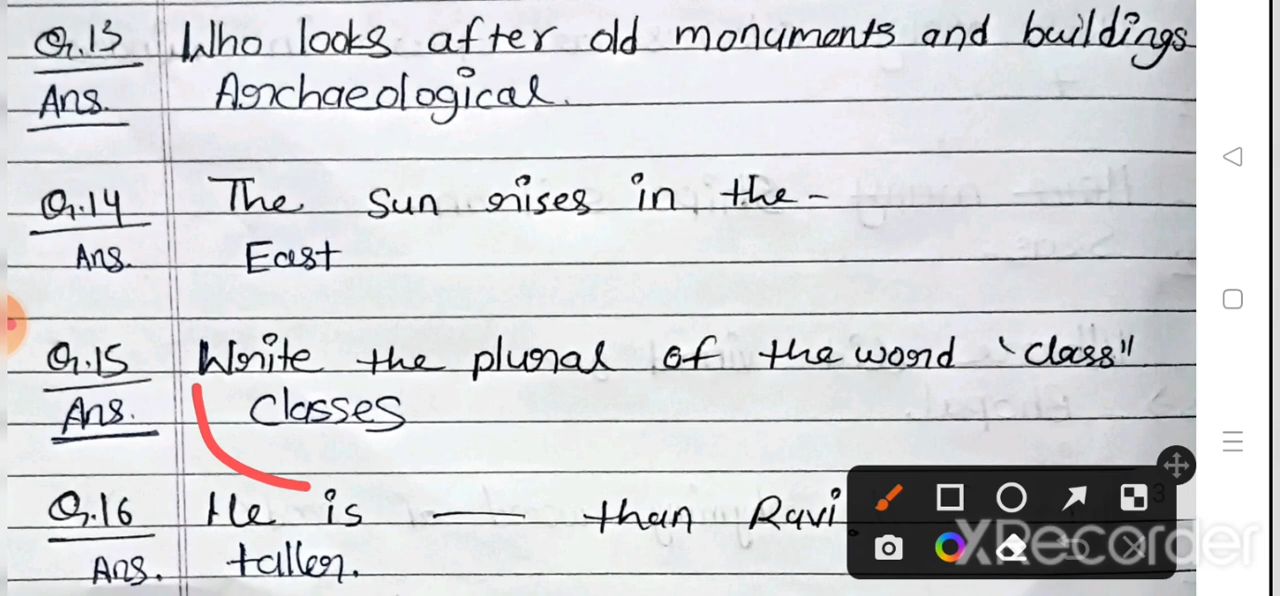 Q.13 Who looks after old monuments and buildings
Ans. Archaeological.
Q.14 The Sun rises in the -
Ans. East
Q.15 Write the plural of the word "class"
Ans. Classes
Q.16 He is — than Ravi
Ans. taller.
3
XRecorder